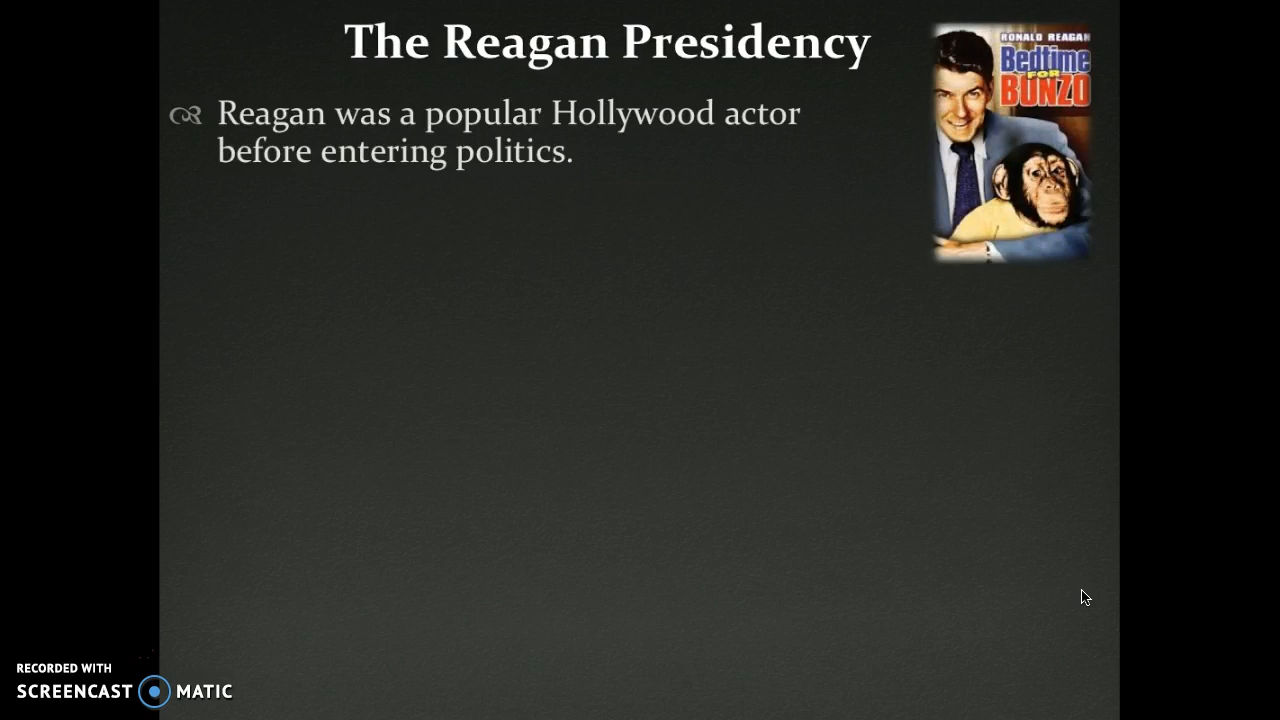 The Reagan Presidency
RONALD REAGAN
Bedtime
FOR
BONZO
Reagan was a popular Hollywood actor
before entering politics.
RECORDED WITH
SCREENCAST MATIC